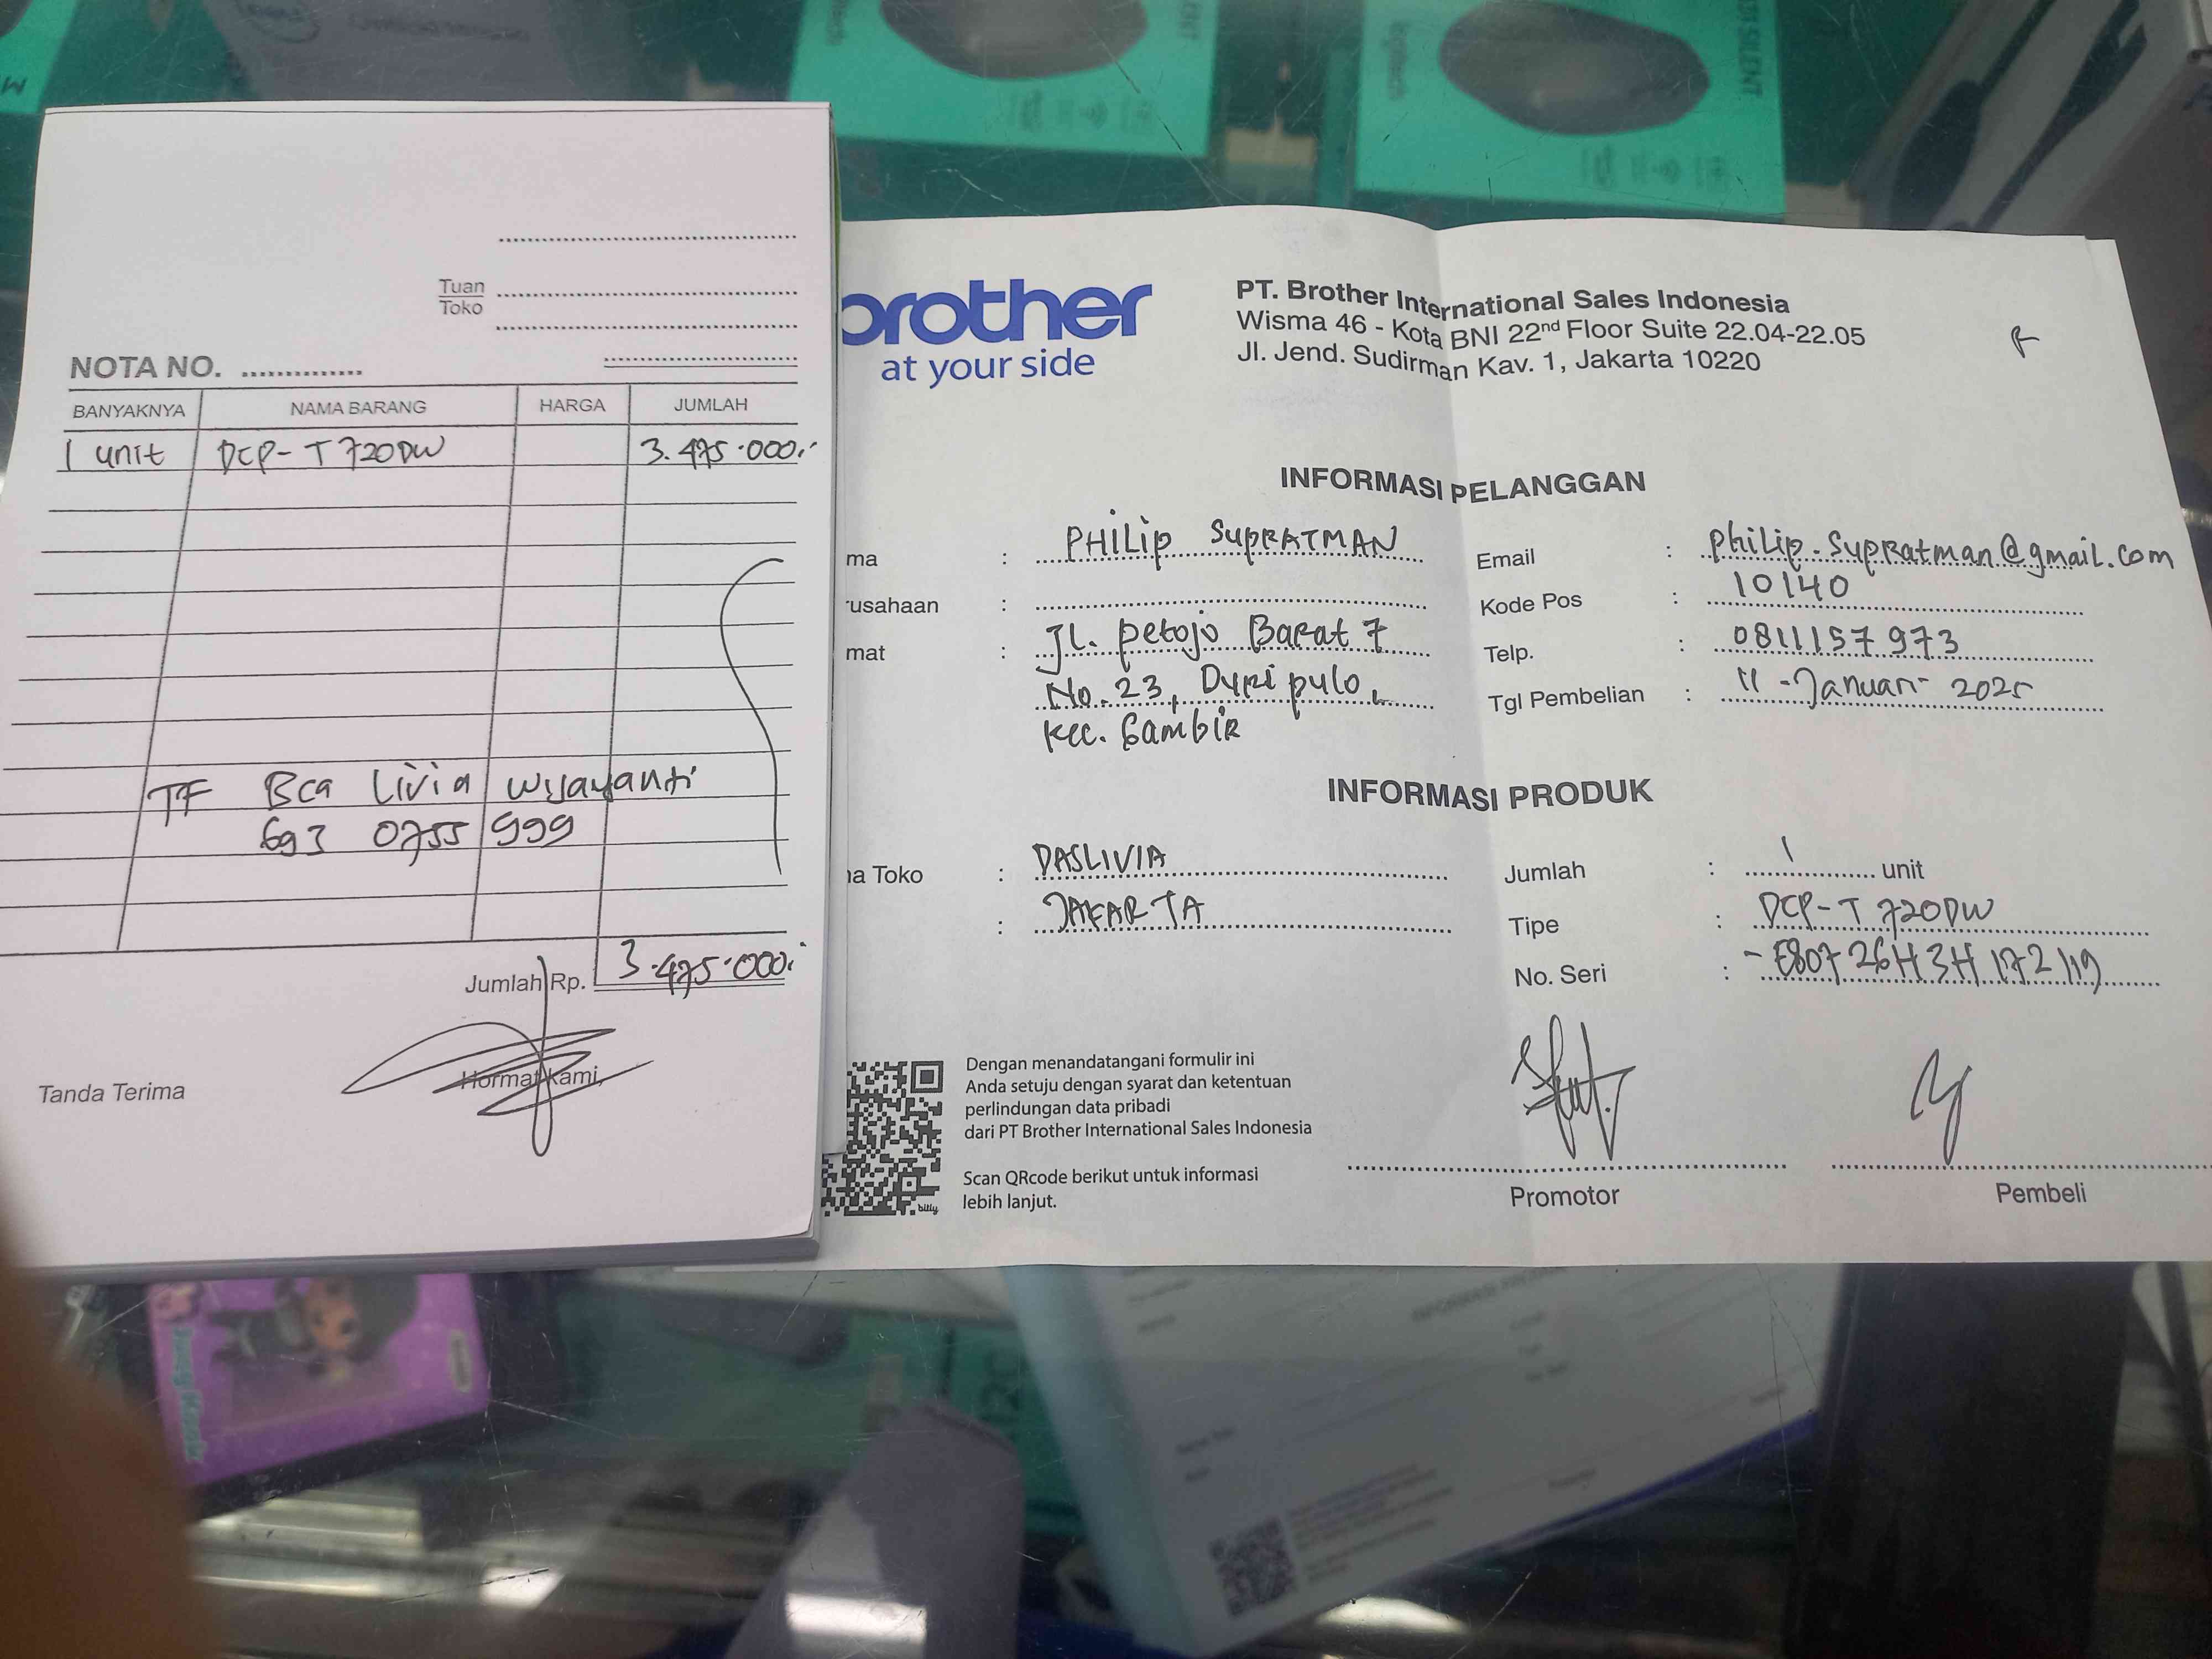 Tuan
Toko
NOTA NO. ..............
BANYAKNYA NAMA BARANG HARGA JUMLAH
1 unit DCP-T720DW 3.475.000.-
TF Bca Livia Wijayanti
693 0755 999
Jumlah Rp. 3.475.000.-
Tanda Terima
Hormat Kami,
brother
at your side
PT. Brother International Sales Indonesia
Wisma 46 - Kota BNI 22nd Floor Suite 22.04-22.05
Jl. Jend. Sudirman Kav. 1, Jakarta 10220
INFORMASI PELANGGAN
ma : PHILIP SUPRATMAN
rusahaan :
mat : JL. Petojo Barat 7
No. 23, Duri pulo,
Kec. Gambir
Email : Philip.Supratman@gmail.com
Kode Pos : 10140
Telp. : 0811157973
Tgl Pembelian : 11 - Januari - 2025
INFORMASI PRODUK
a Toko : DASLIVIA
: JAKARTA
Jumlah : 1 unit
Tipe : DCP-T720DW
No. Seri : - E80726H3H172119
Dengan menandatangani formulir ini
Anda setuju dengan syarat dan ketentuan
perlindungan data pribadi
dari PT Brother International Sales Indonesia
Scan QRcode berikut untuk informasi
lebih lanjut.
bitly
Promotor
Pembeli